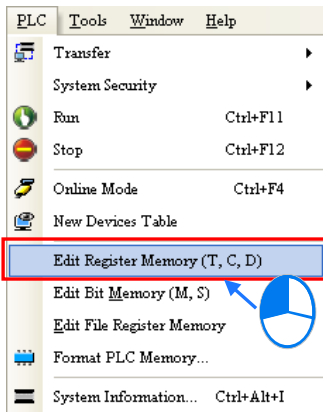 PLC Tools Window Help
Transfer
System Security
Run Ctrl+F11
Stop Ctrl+F12
Online Mode Ctrl+F4
New Devices Table
Edit Register Memory (T, C, D)
Edit Bit Memory (M, S)
Edit File Register Memory
Format PLC Memory...
System Information... Ctrl+Alt+I